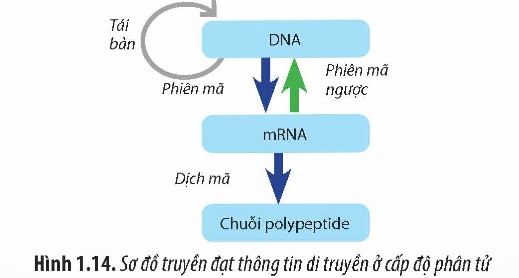 Tái
bản
DNA
Phiên mã
Phiên mã
ngược
mRNA
Dịch mã
Chuỗi polypeptide
Hình 1.14. Sơ đồ truyền đạt thông tin di truyền ở cấp độ phân tử